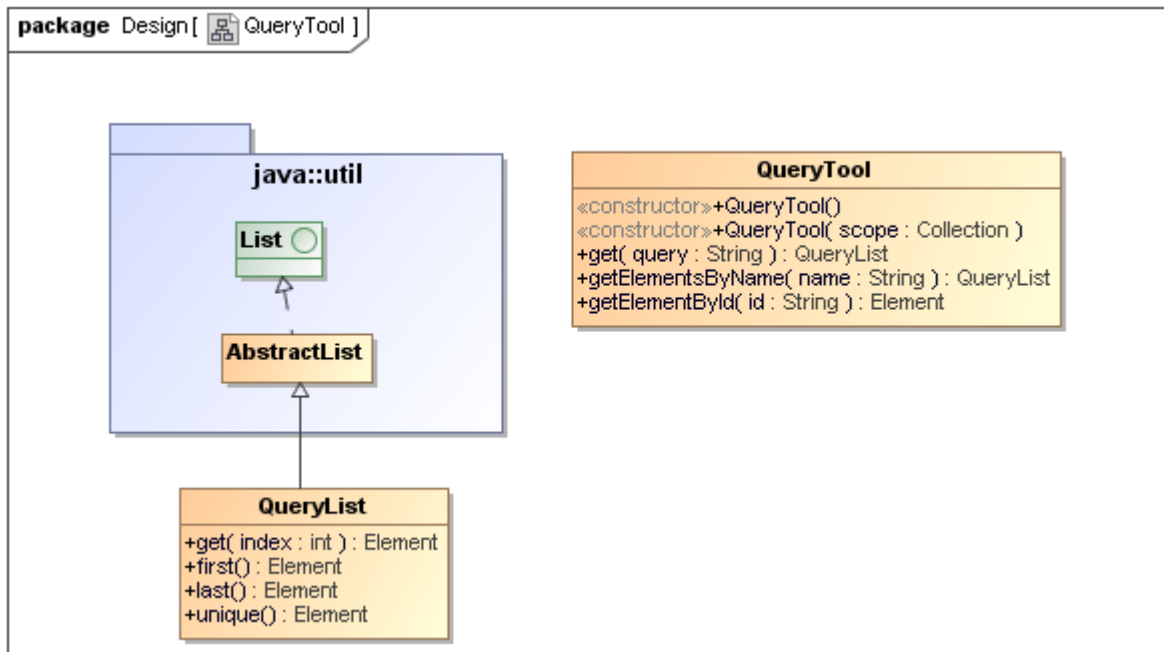 package Design[ QueryTool ]
java::util
List
AbstractList
QueryList
+get( index : int ) : Element
+first() : Element
+last() : Element
+unique() : Element
QueryTool
«constructor»+QueryTool()
«constructor»+QueryTool( scope : Collection )
+get( query : String ) : QueryList
+getElementsByName( name : String ) : QueryList
+getElementById( id : String ) : Element